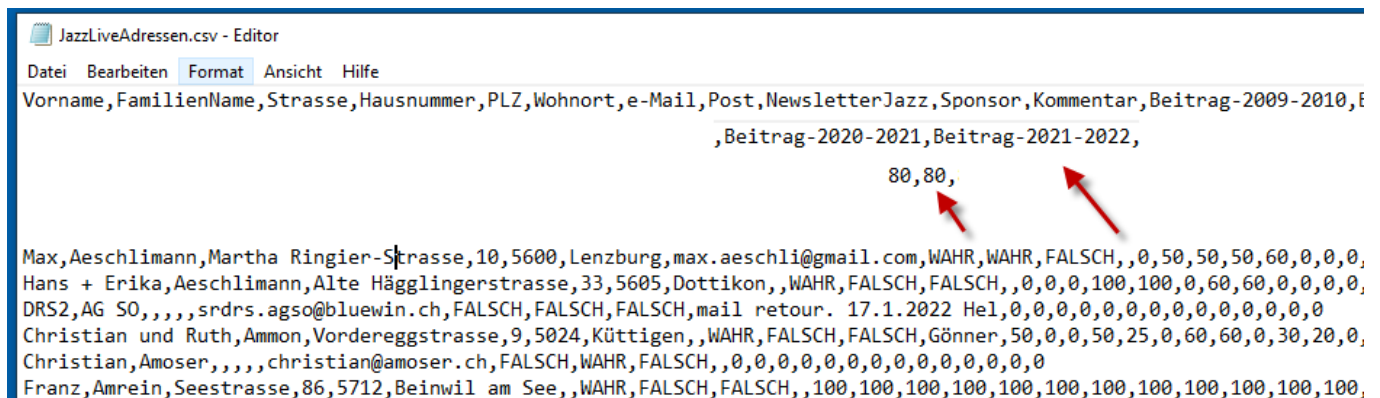 JazzLiveAdressen.csv - Editor
Datei Bearbeiten Format Ansicht Hilfe
Vorname,FamilienName,Strasse,Hausnummer,PLZ,Wohnort,e-Mail,Post,NewsletterJazz,Sponsor,Kommentar,Beitrag-2009-2010,
,Beitrag-2020-2021,Beitrag-2021-2022,
80,80,
Max,Aeschlimann,Martha Ringier-Strasse,10,5600,Lenzburg,max.aeschli@gmail.com,WAHR,WAHR,FALSCH,,0,50,50,50,60,0,0,0,
Hans + Erika,Aeschlimann,Alte Hägglingerstrasse,33,5605,Dottikon,,WAHR,FALSCH,FALSCH,,0,0,0,100,100,0,60,60,0,0,0,0,
DRS2,AG SO,,,,,srdrs.agso@bluewin.ch,FALSCH,FALSCH,FALSCH,mail retour. 17.1.2022 Hel,0,0,0,0,0,0,0,0,0,0,0,0,0
Christian und Ruth,Ammon,Vordereggstrasse,9,5024,Küttigen,,WAHR,FALSCH,FALSCH,Gönner,50,0,0,50,25,0,60,60,0,30,20,0,
Christian,Amoser,,,,,christian@amoser.ch,FALSCH,WAHR,FALSCH,,0,0,0,0,0,0,0,0,0,0,0,0,0
Franz,Amrein,Seestrasse,86,5712,Beinwil am See,,WAHR,FALSCH,FALSCH,,100,100,100,100,100,100,100,100,100,100,100,100,